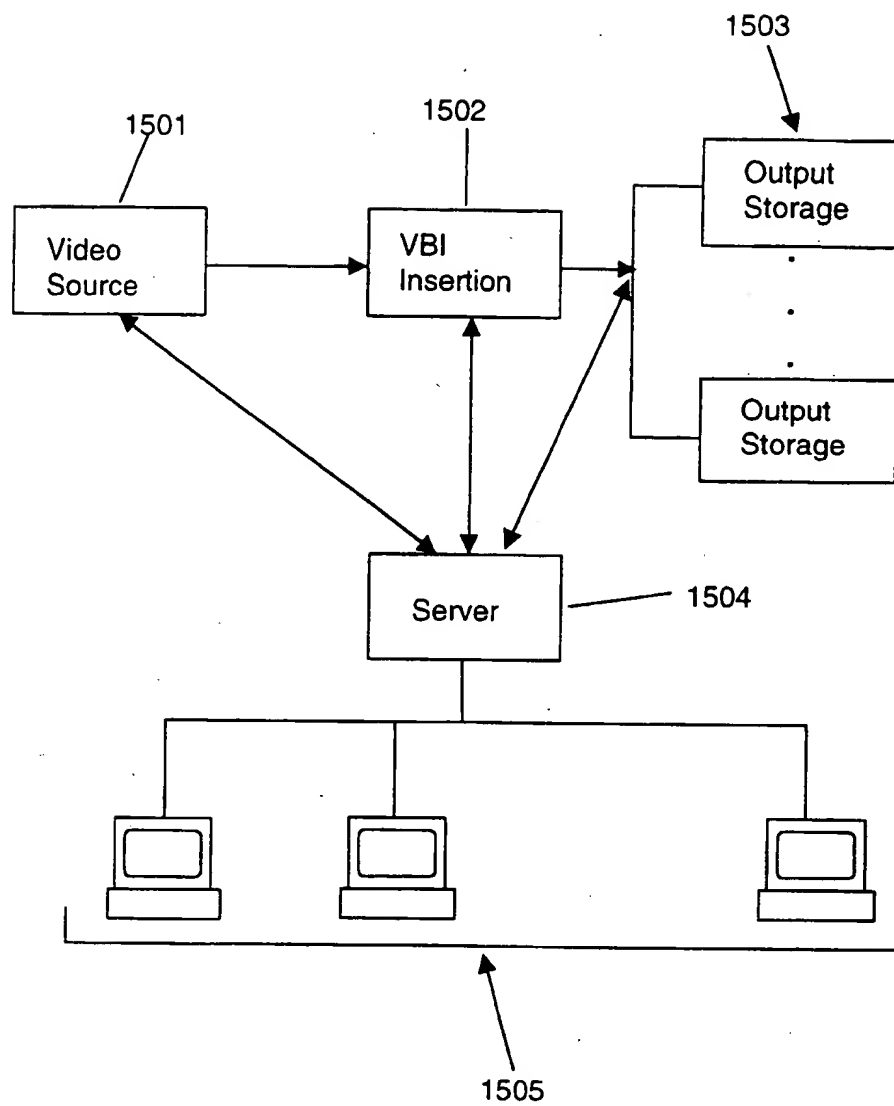 1503
1501
1502
Output
Storage
Video
Source
VBI
Insertion
Output
Storage
Server
1504
1505